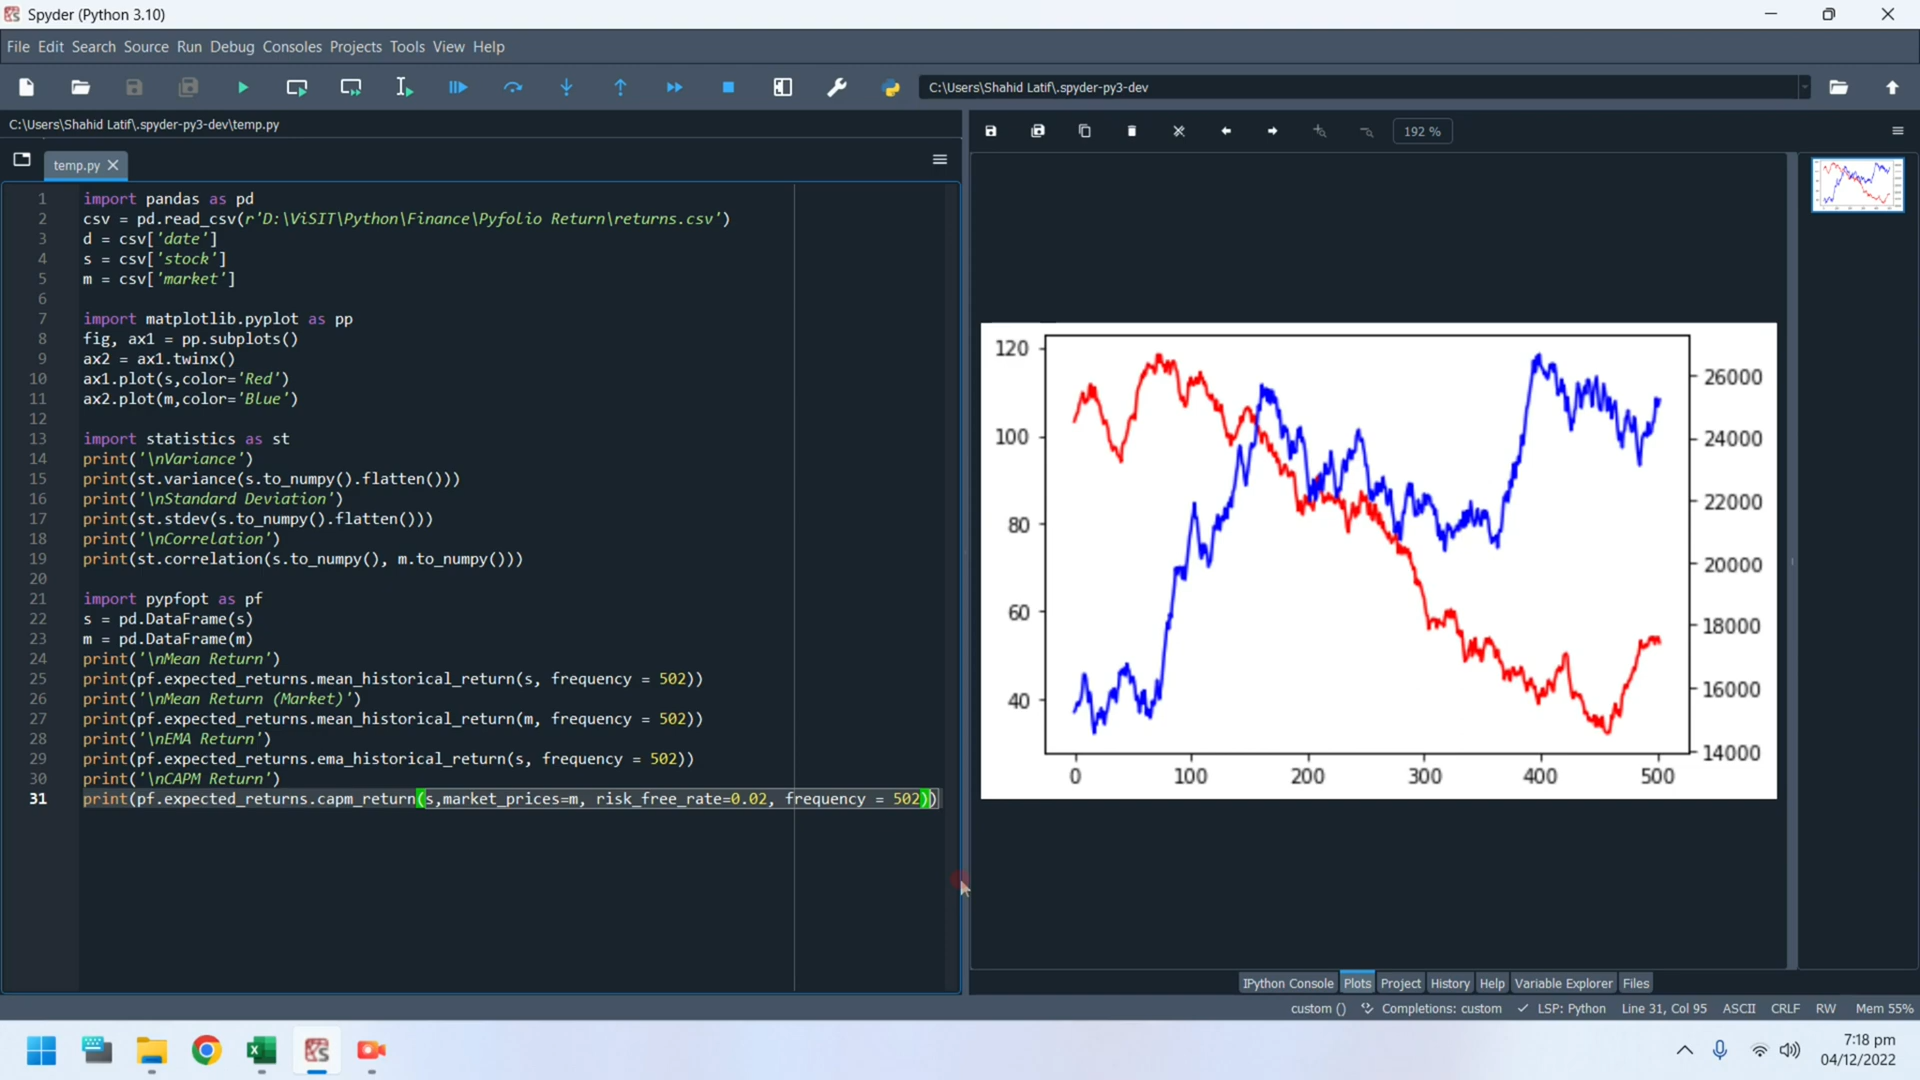 Spyder (Python 3.10)
File Edit Search Source Run Debug Consoles Projects Tools View Help
C:\Users\Shahid Latif\.spyder-py3-dev
C:\Users\Shahid Latif\.spyder-py3-dev\temp.py
192 %
temp.py
1 import pandas as pd
2 csv = pd.read_csv(r'D:\ViSIT\Python\Finance\Pyfolio Return\returns.csv')
3 d = csv['date']
4 s = csv['stock']
5 m = csv['market']
6
7 import matplotlib.pyplot as pp
8 fig, ax1 = pp.subplots()
9 ax2 = ax1.twinx()
10 ax1.plot(s,color='Red')
11 ax2.plot(m,color='Blue')
12
13 import statistics as st
14 print('\nVariance')
15 print(st.variance(s.to_numpy().flatten()))
16 print('\nStandard Deviation')
17 print(st.stdev(s.to_numpy().flatten()))
18 print('\nCorrelation')
19 print(st.correlation(s.to_numpy(), m.to_numpy()))
20
21 import pypfopt as pf
22 s = pd.DataFrame(s)
23 m = pd.DataFrame(m)
24 print('\nMean Return')
25 print(pf.expected_returns.mean_historical_return(s, frequency = 502))
26 print('\nMean Return (Market)')
27 print(pf.expected_returns.mean_historical_return(m, frequency = 502))
28 print('\nEMA Return')
29 print(pf.expected_returns.ema_historical_return(s, frequency = 502))
30 print('\nCAPM Return')
31 print(pf.expected_returns.capm_return(s,market_prices=m, risk_free_rate=0.02, frequency = 502))
120
100
80
60
40
26000
24000
22000
20000
18000
16000
14000
0 100 200 300 400 500
IPython Console Plots Project History Help Variable Explorer Files
custom () Completions: custom LSP: Python Line 31, Col 95 ASCII CRLF RW Mem 55%
7:18 pm
04/12/2022